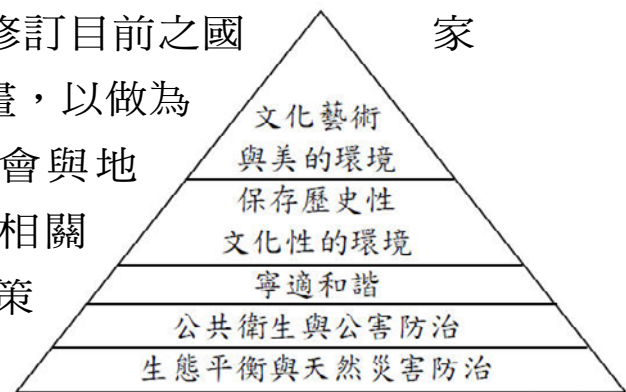 修訂目前之國 家
畫,以做為
會與地
相關
策
文化藝術
與美的環境
保存歷史性
文化性的環境
寧適和諧
公共衛生與公害防治
生態平衡與天然災害防治